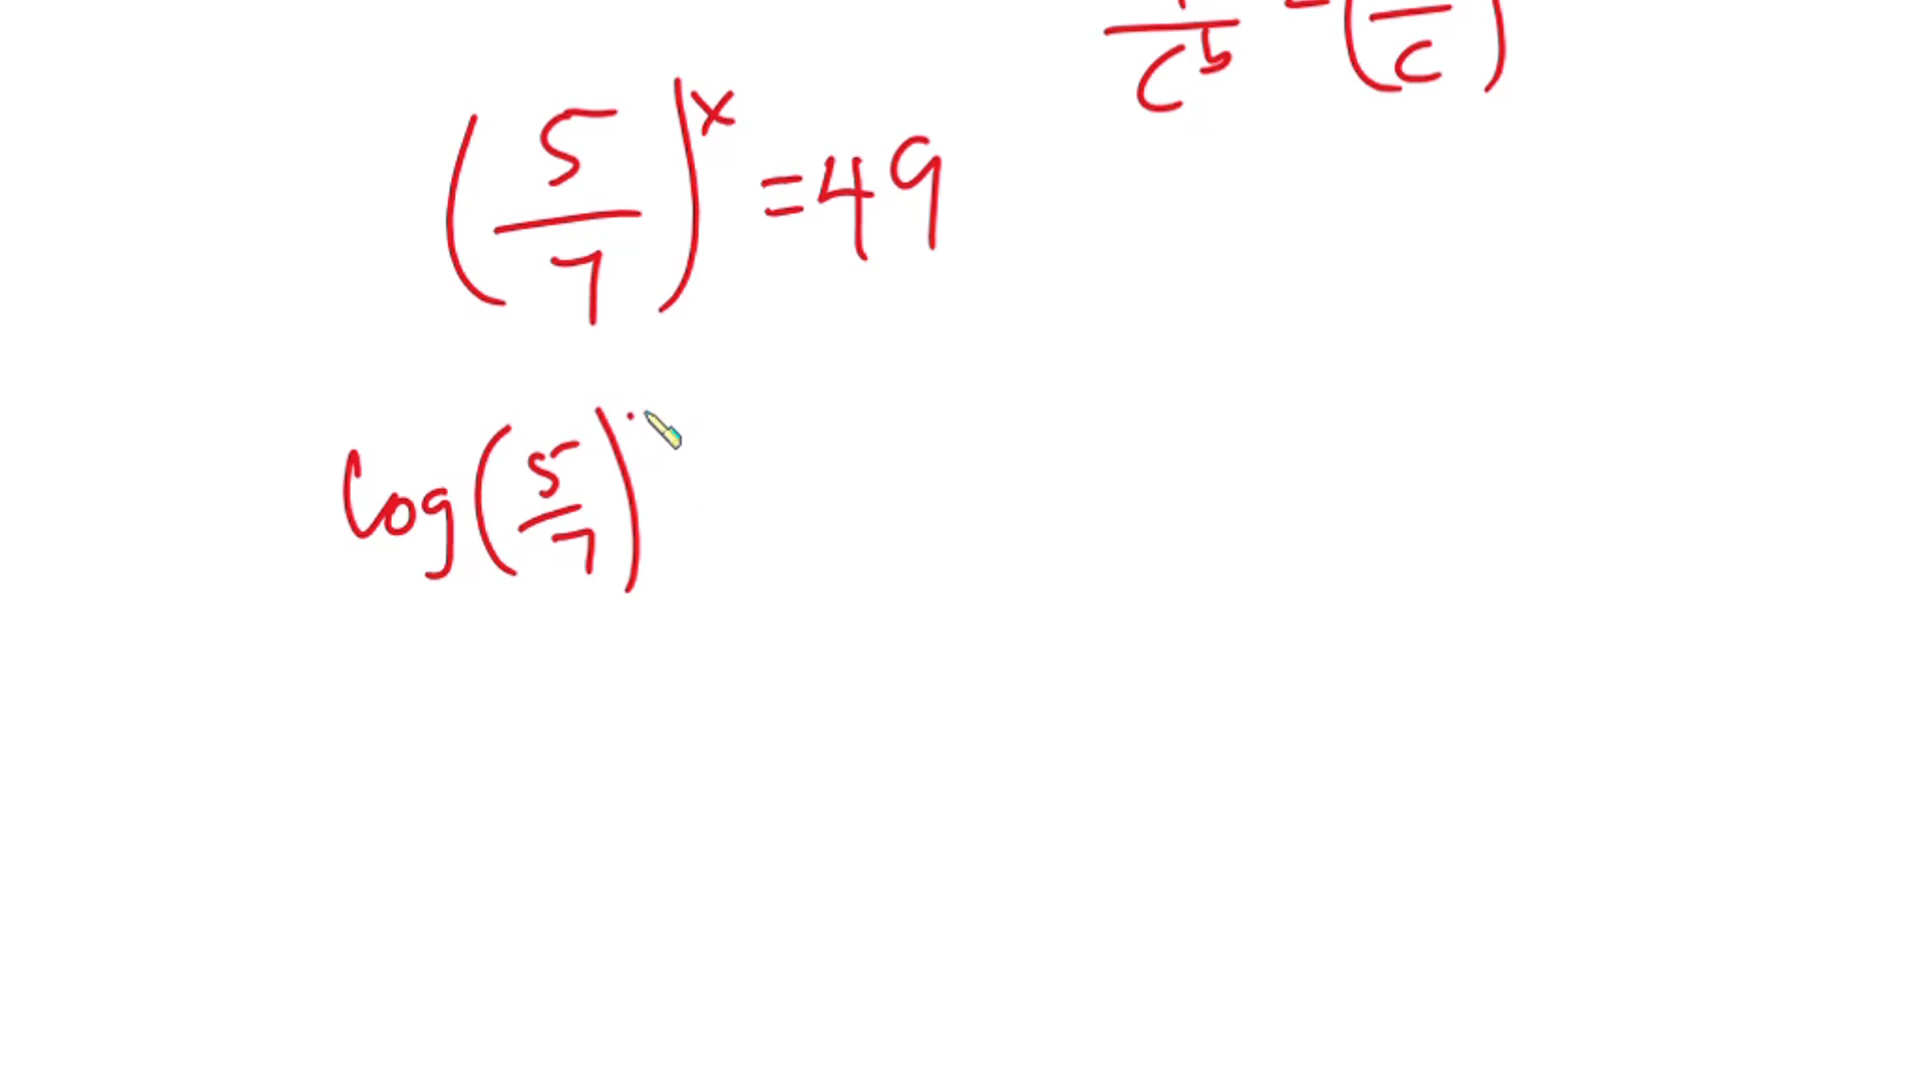 /c^b = (/c)
(5/7)^x = 49
log(5/7)